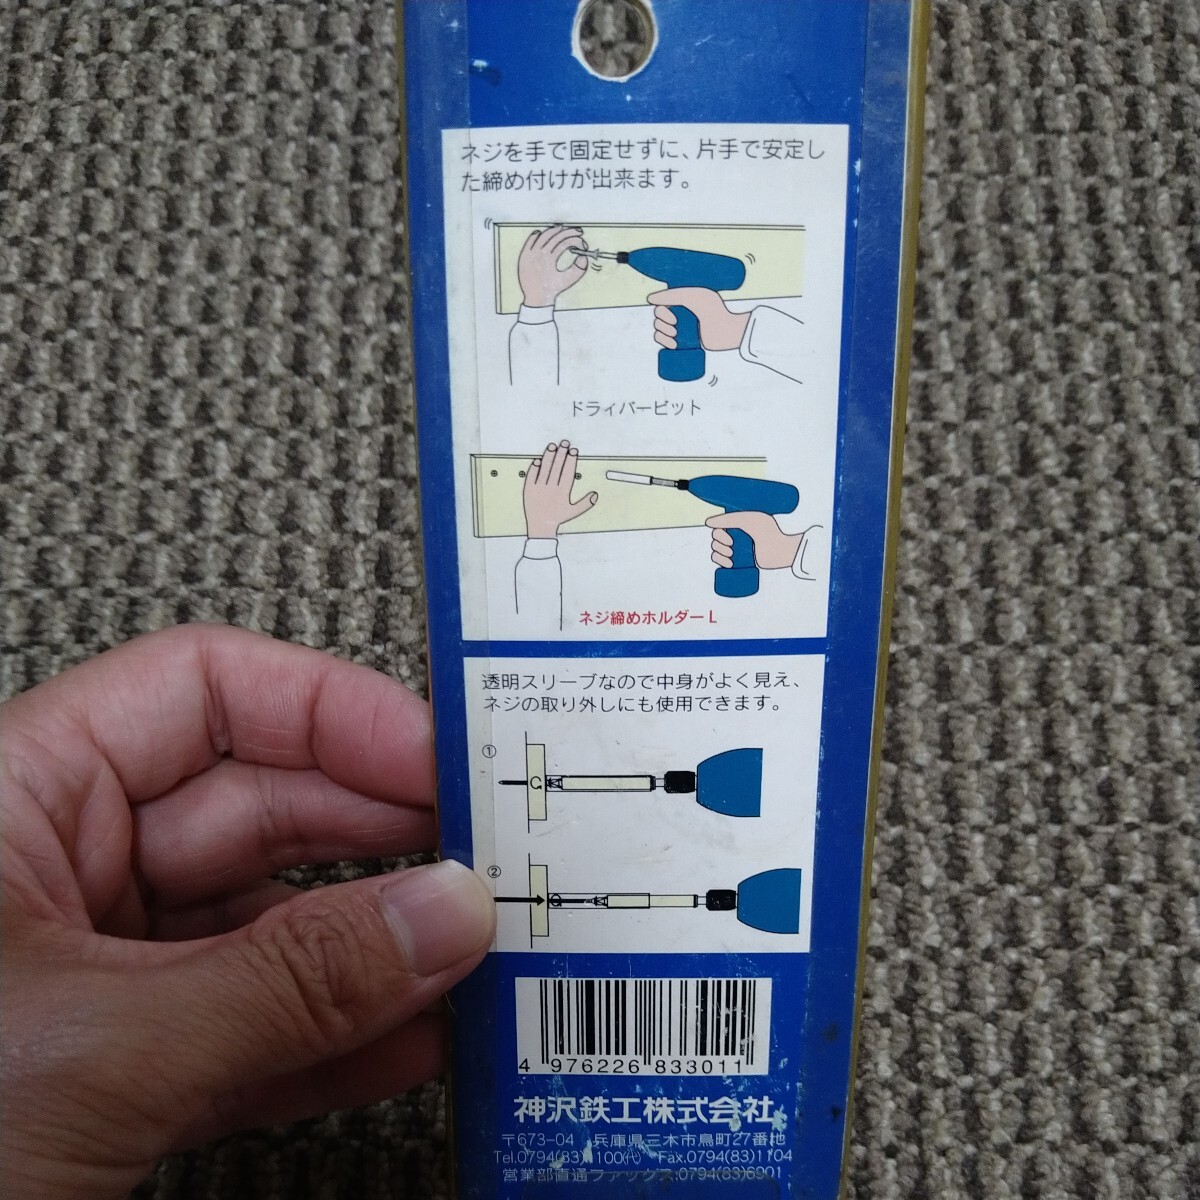 ネジを手で固定せずに、片手で安定し
た締め付けが出来ます。
ドライバービット
ネジ締めホルダーL
透明スリーブなので中身がよく見え、
ネジの取り外しにも使用できます。
①
②
4 976226 833011
神沢鉄工株式会社
〒673-04 兵庫県三木市鳥町27番地
Tel.0794(83)1100㈹ Fax.0794(83)1104
営業部直通ファックス:0794(83)6901